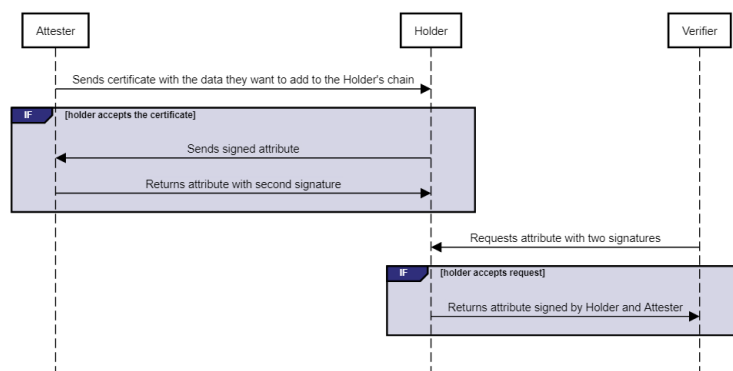 Attester
Holder
Verifier
Sends certificate with the data they want to add to the Holder's chain
IF
[holder accepts the certificate]
Sends signed attribute
Returns attribute with second signature
Requests attribute with two signatures
IF
[holder accepts request]
Returns attribute signed by Holder and Attester